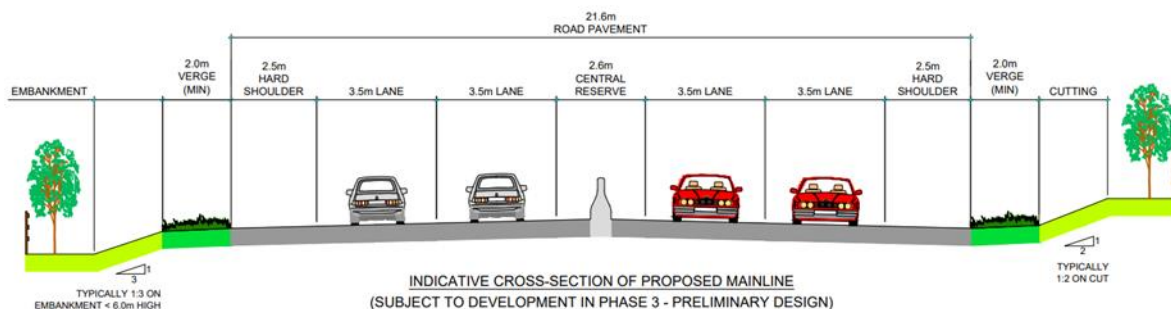 21.6m
ROAD PAVEMENT
2.0m
VERGE
(MIN)
2.5m
HARD
SHOULDER
2.6m
CENTRAL
RESERVE
2.5m
HARD
SHOULDER
2.0m
VERGE
(MIN)
EMBANKMENT
3.5m LANE
3.5m LANE
3.5m LANE
3.5m LANE
CUTTING
1
3
TYPICALLY 1:3 ON
EMBANKMENT < 6.0m HIGH
1
2
TYPICALLY
1:2 ON CUT
INDICATIVE CROSS-SECTION OF PROPOSED MAINLINE
(SUBJECT TO DEVELOPMENT IN PHASE 3 - PRELIMINARY DESIGN)